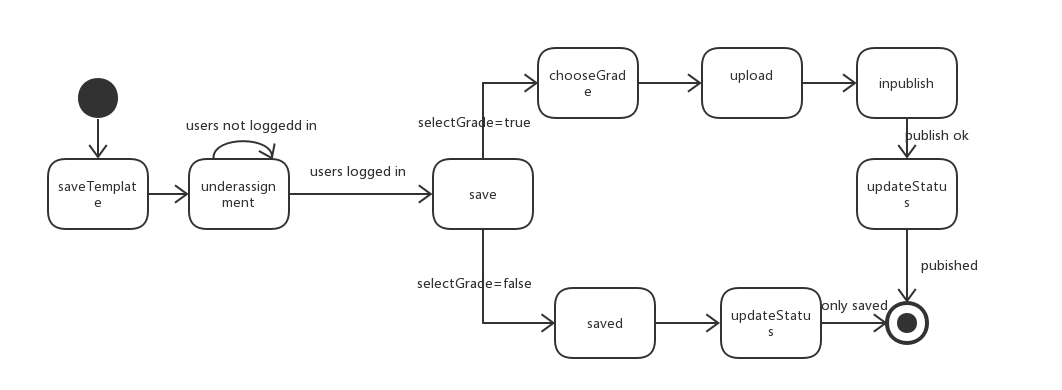 chooseGrad
e
upload
inpublish
users not loggedd in
selectGrade=true
publish ok
users logged in
saveTemplat
e
underassign
ment
save
updateStatu
s
pubished
selectGrade=false
only saved
saved
updateStatu
s